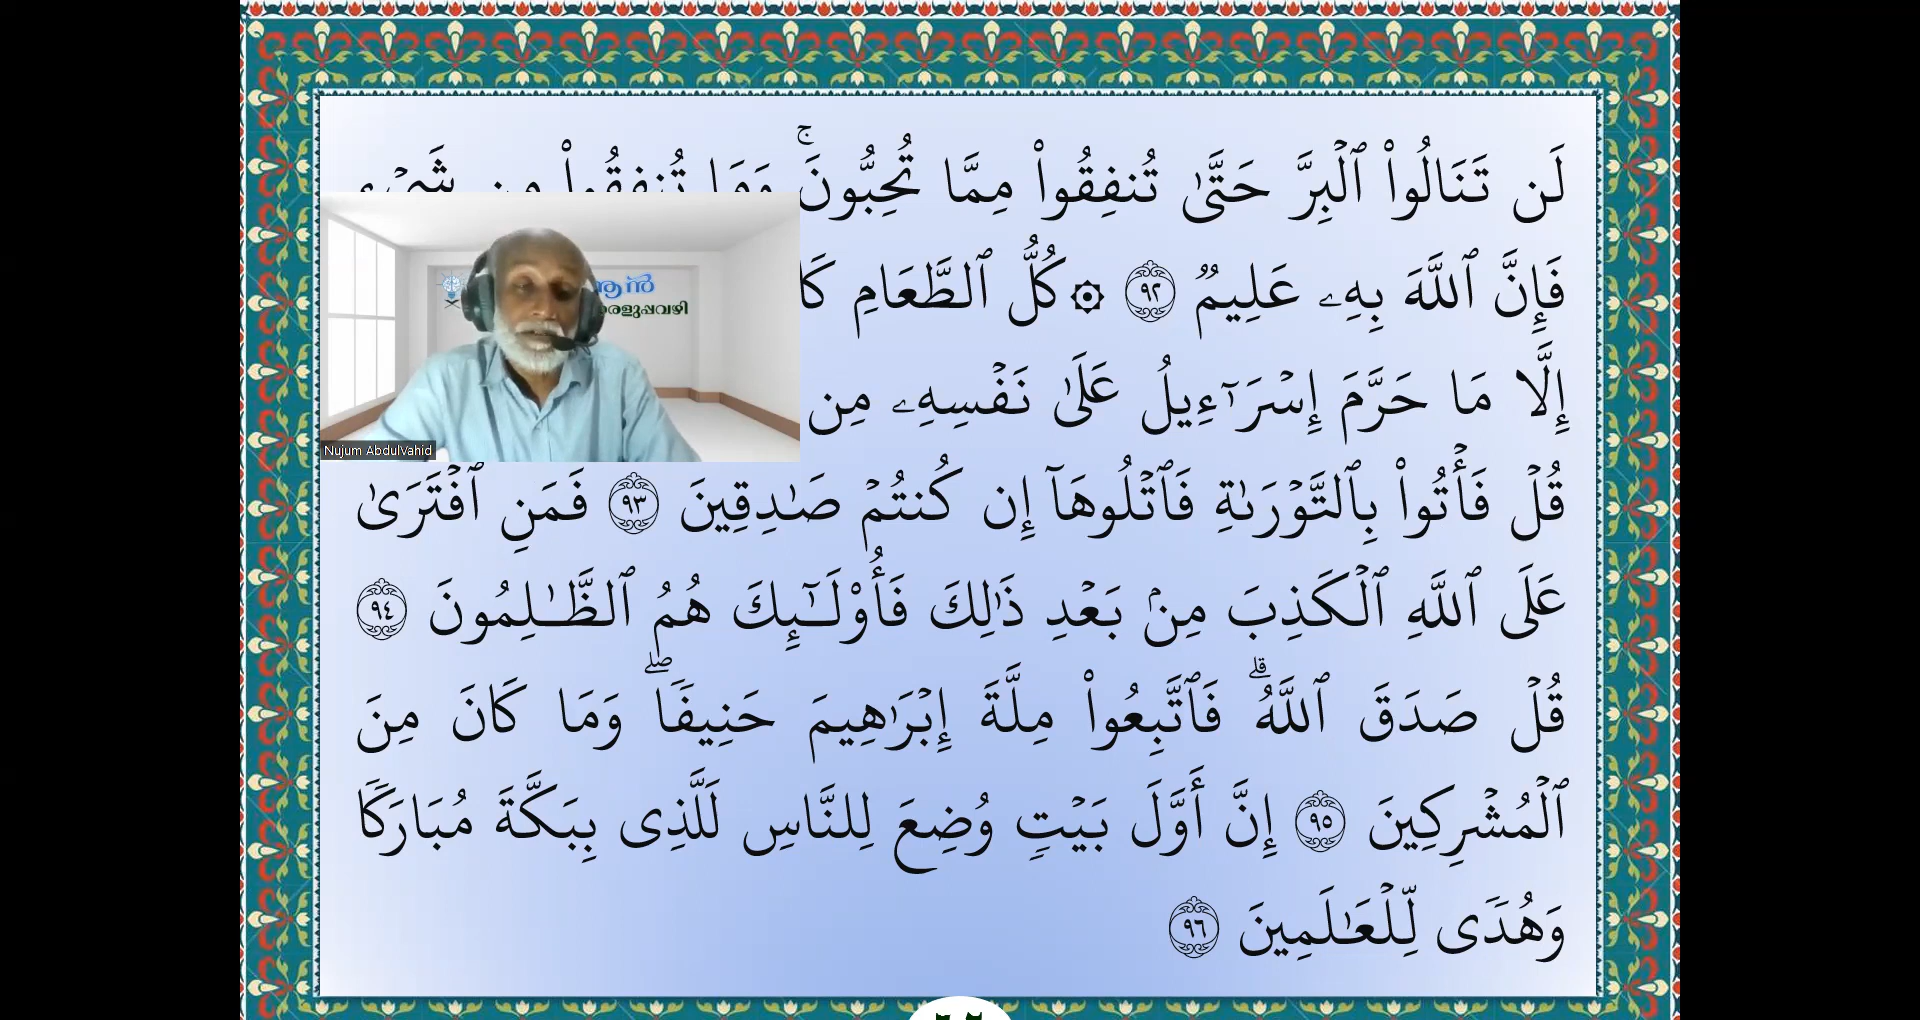 لَن تَنَالُوا۟ ٱلْبِرَّ حَتَّىٰ تُنفِقُوا۟ مِمَّا تُحِبُّونَ ۚ وَمَا تُنفِقُوا۟ مِن شَىْءٍ
فَإِنَّ ٱللَّهَ بِهِۦ عَلِيمٌ ٩٢ ۞ كُلُّ ٱلطَّعَامِ
إِلَّا مَا حَرَّمَ إِسْرَٰٓءِيلُ عَلَىٰ نَفْسِهِۦ مِن
قُلْ فَأْتُوا۟ بِٱلتَّوْرَىٰةِ فَٱتْلُوهَآ إِن كُنتُمْ صَـٰدِقِينَ ٩٣ فَمَنِ ٱفْتَرَىٰ
عَلَى ٱللَّهِ ٱلْكَذِبَ مِنۢ بَعْدِ ذَٰلِكَ فَأُو۟لَـٰٓئِكَ هُمُ ٱلظَّـٰلِمُونَ ٩٤
قُلْ صَدَقَ ٱللَّهُ ۗ فَٱتَّبِعُوا۟ مِلَّةَ إِبْرَٰهِيمَ حَنِيفًا ۖ وَمَا كَانَ مِنَ
ٱلْمُشْرِكِينَ ٩٥ إِنَّ أَوَّلَ بَيْتٍ وُضِعَ لِلنَّاسِ لَلَّذِى بِبَكَّةَ مُبَارَكًا
وَهُدًى لِّلْعَـٰلَمِينَ ٩٦
Nujum AbdulVahid